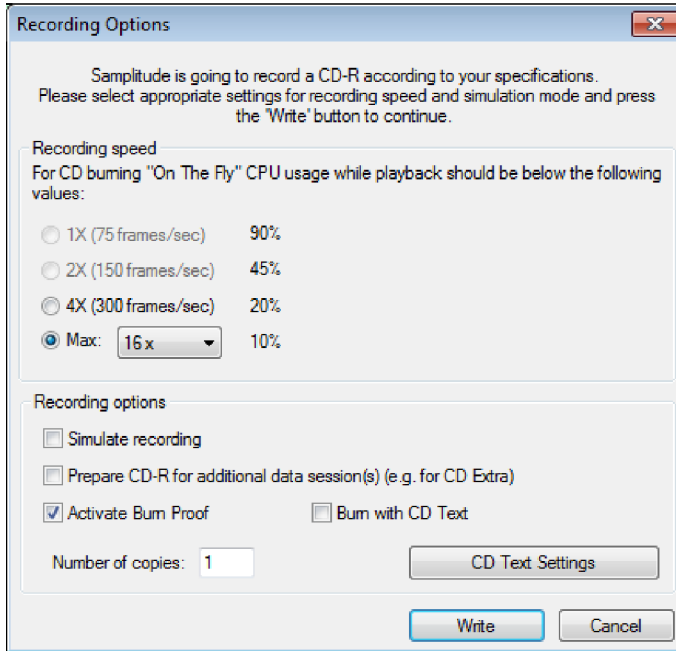 Recording Options
Samplitude is going to record a CD-R according to your specifications.
Please select appropriate settings for recording speed and simulation mode and press
the "Write" button to continue.
Recording speed
For CD burning "On The Fly" CPU usage while playback should be below the following
values:
1X (75 frames/sec) 90%
2X (150 frames/sec) 45%
4X (300 frames/sec) 20%
Max: 16x 10%
Recording options
Simulate recording
Prepare CD-R for additional data session(s) (e.g. for CD Extra)
Activate Burn Proof Burn with CD Text
Number of copies: 1 CD Text Settings
Write Cancel